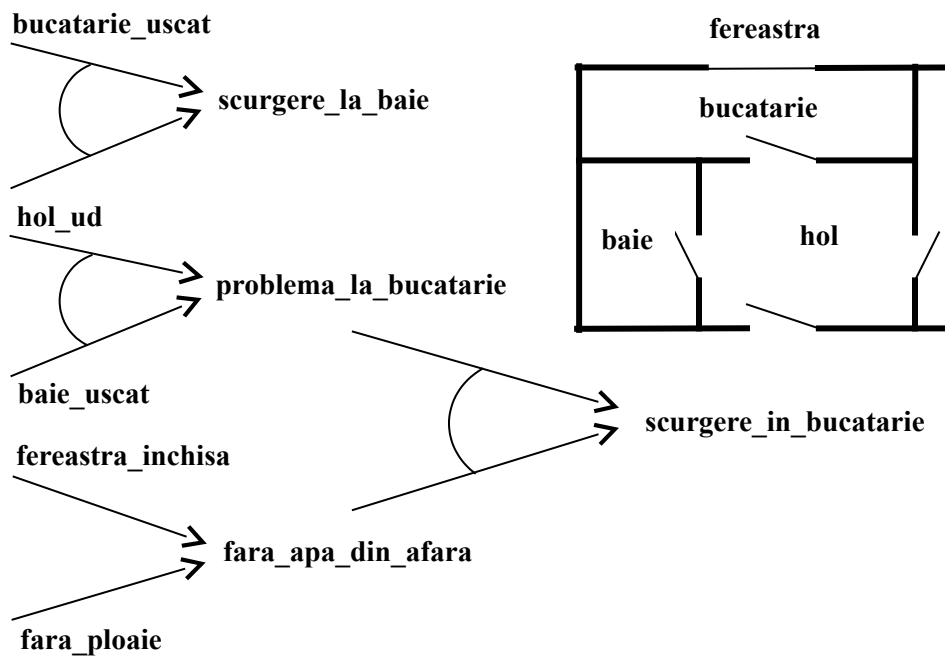 bucatarie_uscat
scurgere_la_baie
hol_ud
problema_la_bucatarie
baie_uscat
fereastra_inchisa
scurgere_in_bucatarie
fara_apa_din_afara
fara_ploaie
fereastra
bucatarie
baie
hol